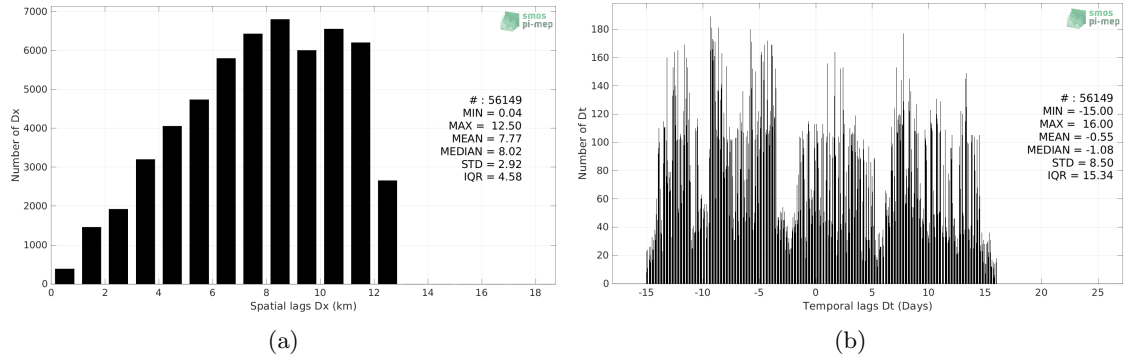 7000
6000
5000
4000
3000
2000
1000
0
Number of Dx
0 2 4 6 8 10 12 14 16 18
Spatial lags Dx (km)
smos
pi-mep
# : 56149
MIN = 0.04
MAX = 12.50
MEAN = 7.77
MEDIAN = 8.02
STD = 2.92
IQR = 4.58
(a)
180
160
140
120
100
80
60
40
20
0
Number of Dt
-15 -10 -5 0 5 10 15 20 25
Temporal lags Dt (Days)
smos
pi-mep
# : 56149
MIN = -15.00
MAX = 16.00
MEAN = -0.55
MEDIAN = -1.08
STD = 8.50
IQR = 15.34
(b)